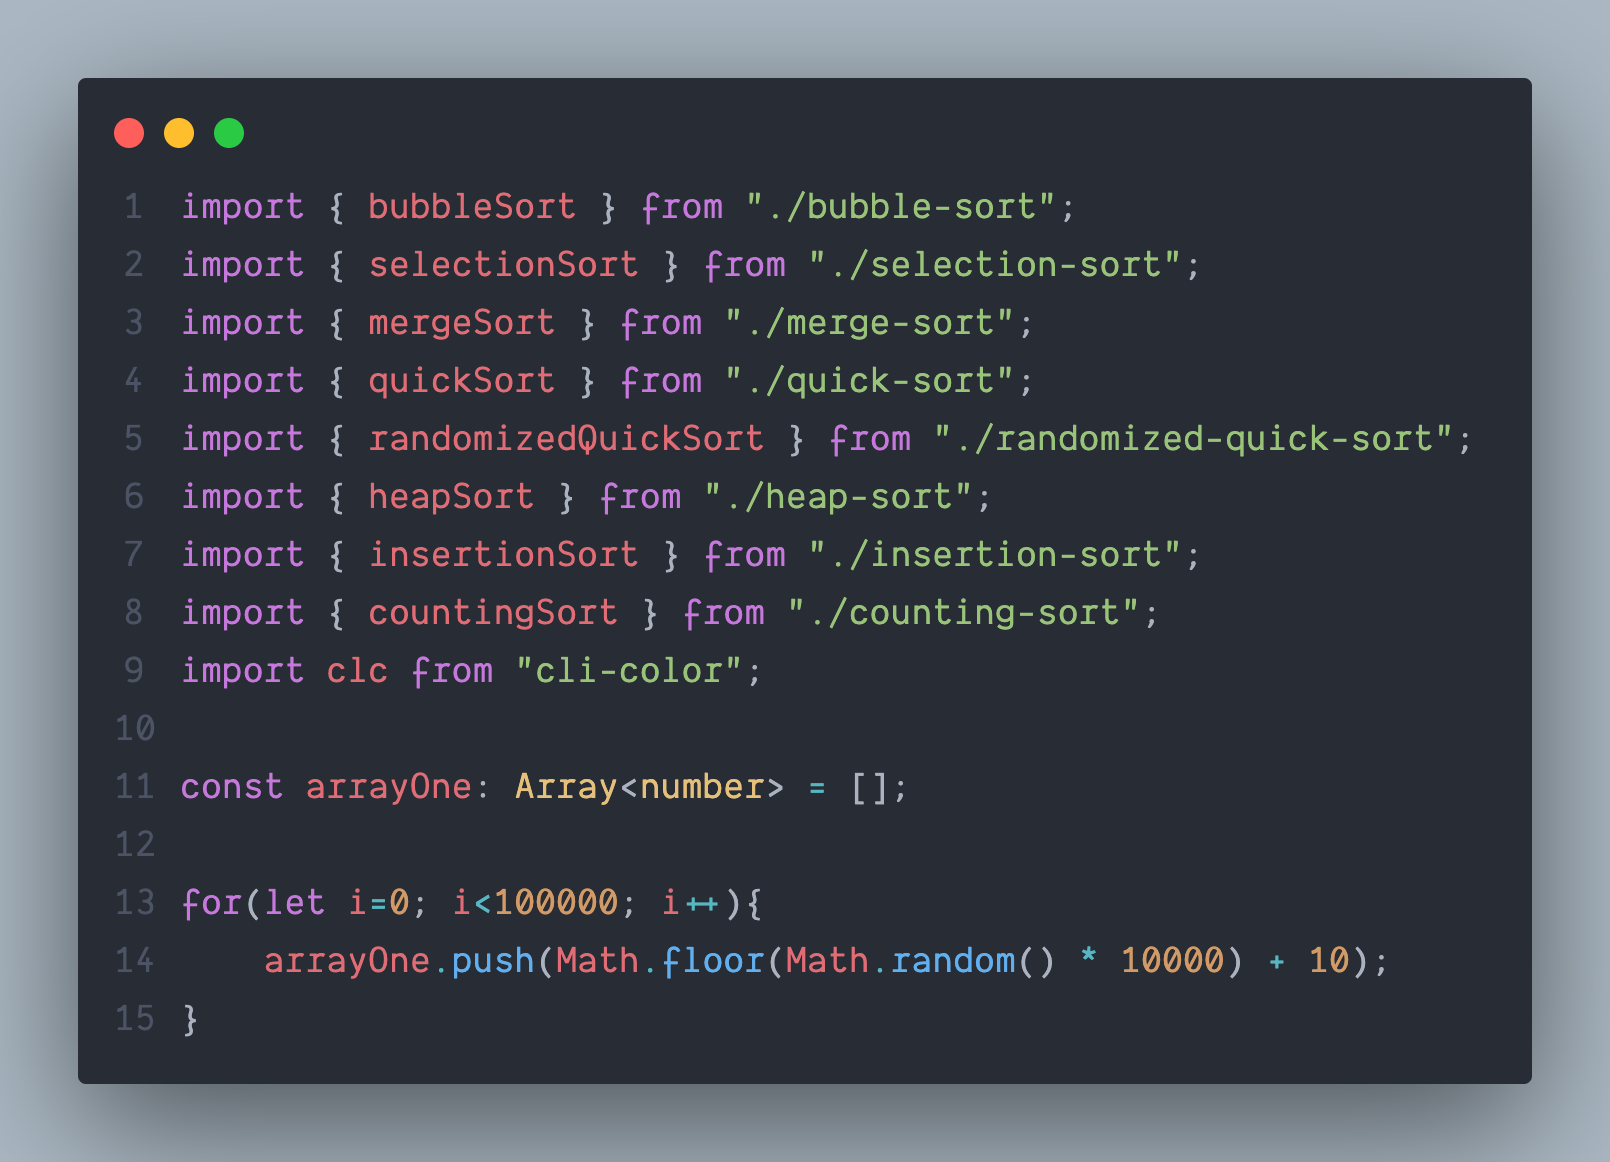 1 import { bubbleSort } from "./bubble-sort";
2 import { selectionSort } from "./selection-sort";
3 import { mergeSort } from "./merge-sort";
4 import { quickSort } from "./quick-sort";
5 import { randomizedQuickSort } from "./randomized-quick-sort";
6 import { heapSort } from "./heap-sort";
7 import { insertionSort } from "./insertion-sort";
8 import { countingSort } from "./counting-sort";
9 import clc from "cli-color";
10
11 const arrayOne: Array<number> = [];
12
13 for(let i=0; i<100000; i++){
14     arrayOne.push(Math.floor(Math.random() * 10000) + 10);
15 }